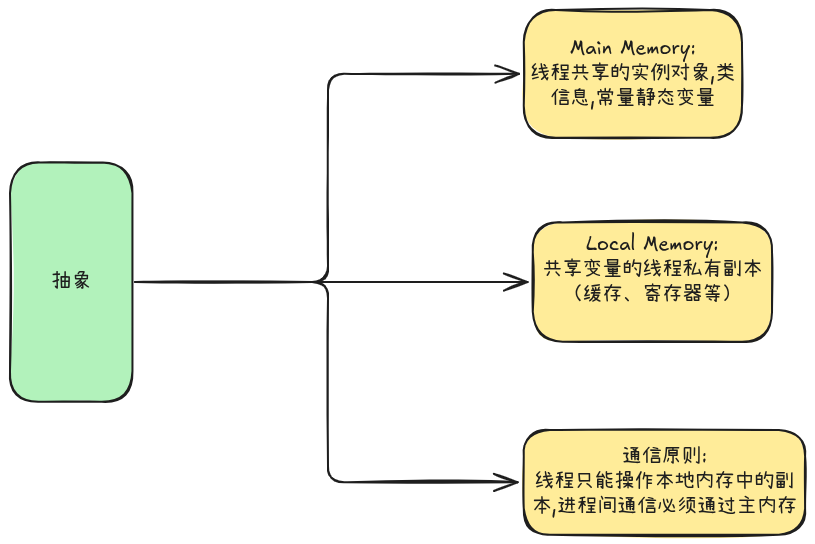 Main Memory:
线程共享的实例对象,类
信息,常量静态变量
抽象
Local Memory:
共享变量的线程私有副本
（缓存、寄存器等）
通信原则:
线程只能操作本地内存中的副
本,进程间通信必须通过主内存